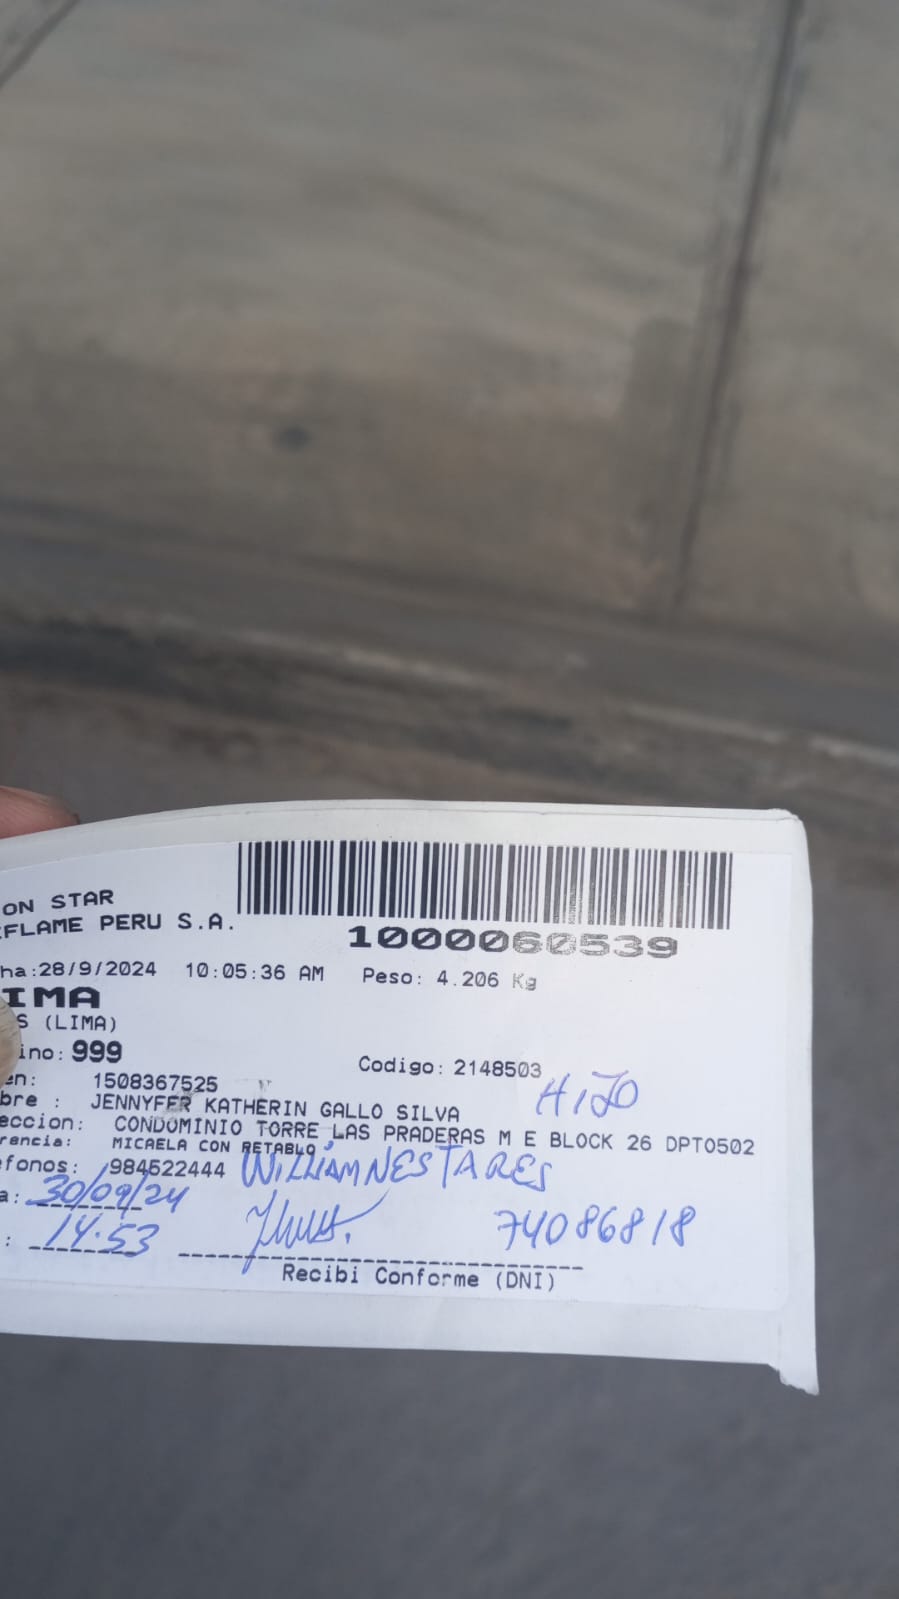 ON STAR
FLAME PERU S.A.
1000060539
ha:28/9/2024 10:05:36 AM Peso: 4.206 Kg
IMA
S (LIMA)
ino: 999
Codigo: 2148503
en: 1508367525
HIJO
bre : JENNYFER KATHERIN GALLO SILVA
eccion: CONDOMINIO TORRE LAS PRADERAS M E BLOCK 26 DPTO502
rencia: MICAELA CON RETABLO
efonos: 984522444 WILLIAM NESTARES
a: 30/09/24
74086818
: 14:53
Recibi Conforme (DNI)